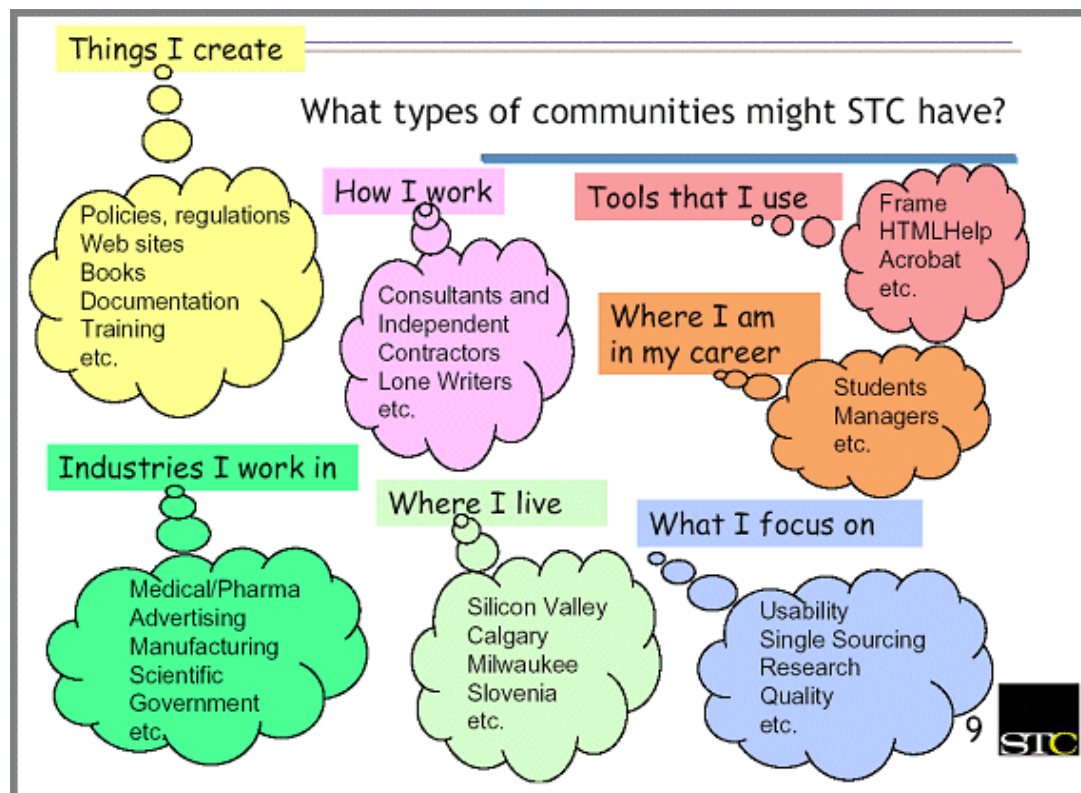 Things I create
What types of communities might STC have?
Policies, regulations
Web sites
Books
Documentation
Training
etc.
How I work
Consultants and
Independent
Contractors
Lone Writers
etc.
Tools that I use
Frame
HTMLHelp
Acrobat
etc.
Where I am
in my career
Students
Managers
etc.
Industries I work in
Medical/Pharma
Advertising
Manufacturing
Scientific
Government
etc.
Where I live
Silicon Valley
Calgary
Milwaukee
Slovenia
etc.
What I focus on
Usability
Single Sourcing
Research
Quality
etc.
9
STC